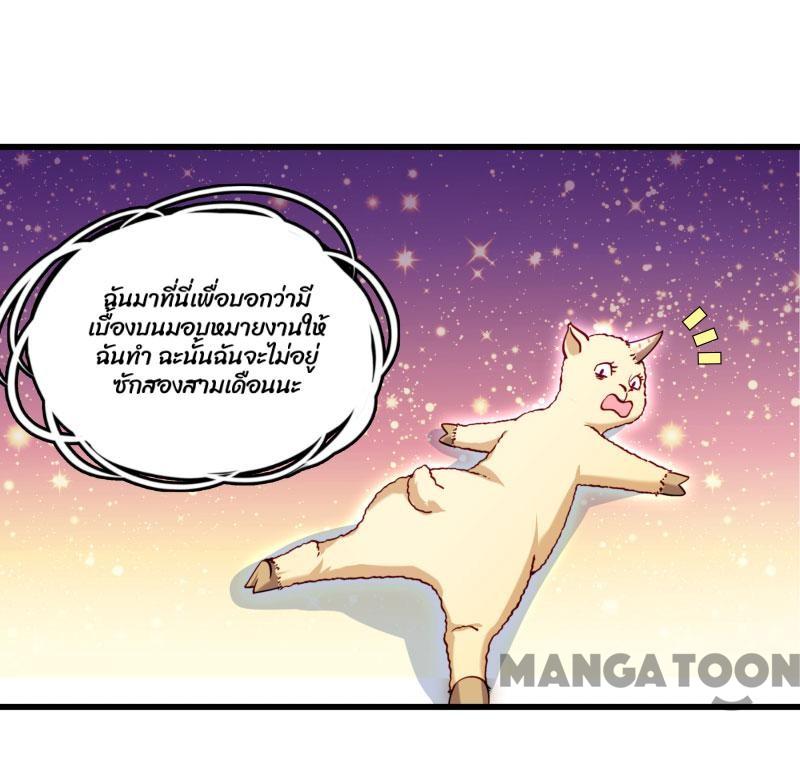 ฉันมาที่นี่เพื่อบอกว่ามี
เบื้องบนมอบหมายงานให้
ฉันทำ ฉะนั้นฉันจะไม่อยู่
ซักสองสามเดือนนะ
MANGATOON